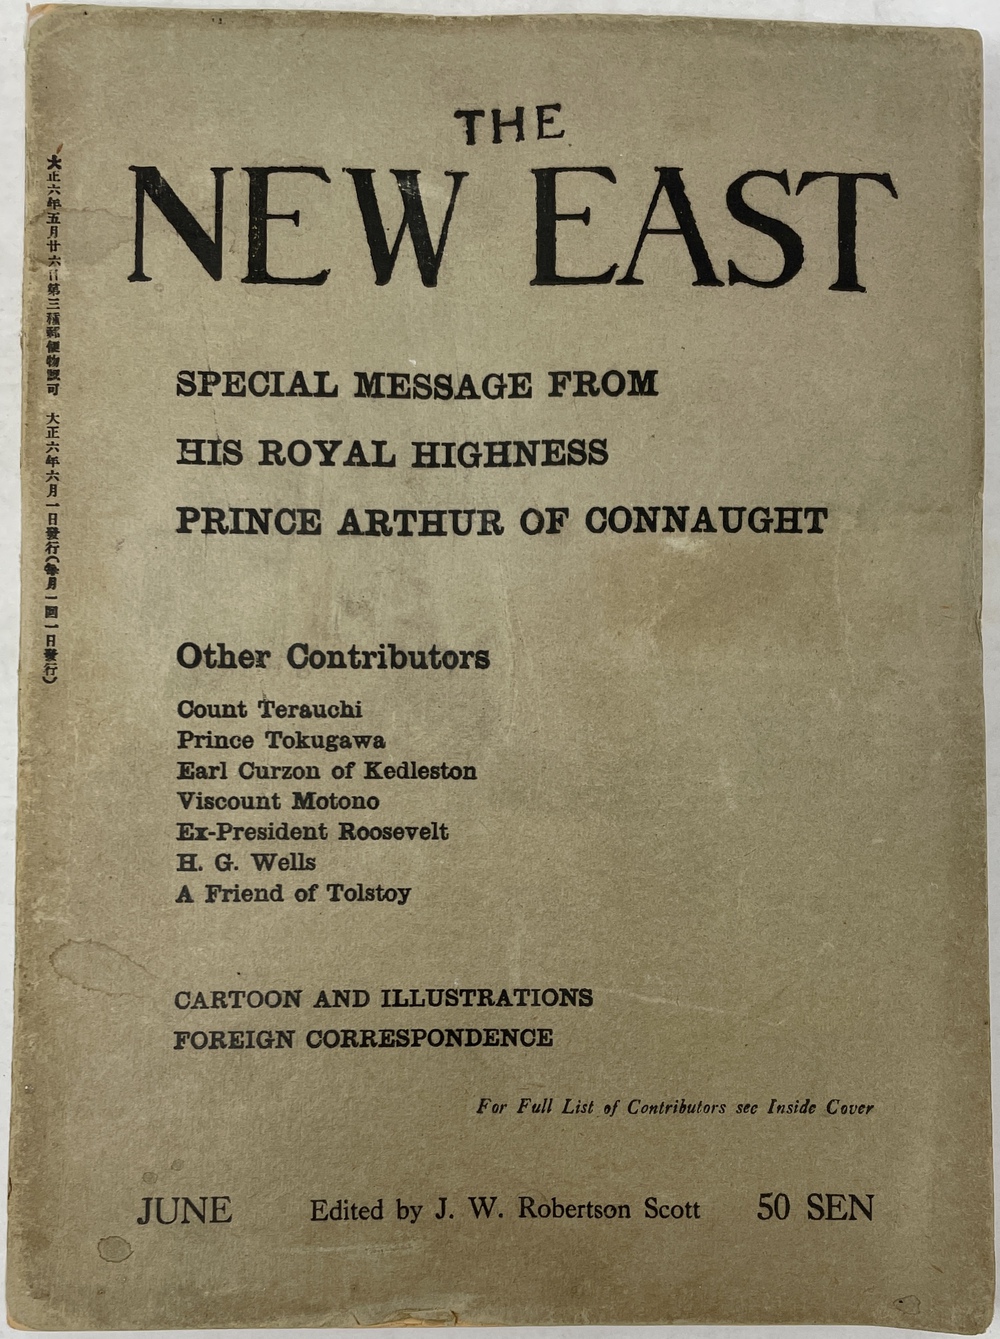 THE
NEW EAST
SPECIAL MESSAGE FROM
HIS ROYAL HIGHNESS
PRINCE ARTHUR OF CONNAUGHT
Other Contributors
Count Terauchi
Prince Tokugawa
Earl Curzon of Kedleston
Viscount Motono
Ex-President Roosevelt
H. G. Wells
A Friend of Tolstoy
CARTOON AND ILLUSTRATIONS
FOREIGN CORRESPONDENCE
For Full List of Contributors see Inside Cover
JUNE Edited by J. W. Robertson Scott 50 SEN
大正六年五月廿六日第三種郵便物認可 大正六年六月一日發行(每月一回一日發行)